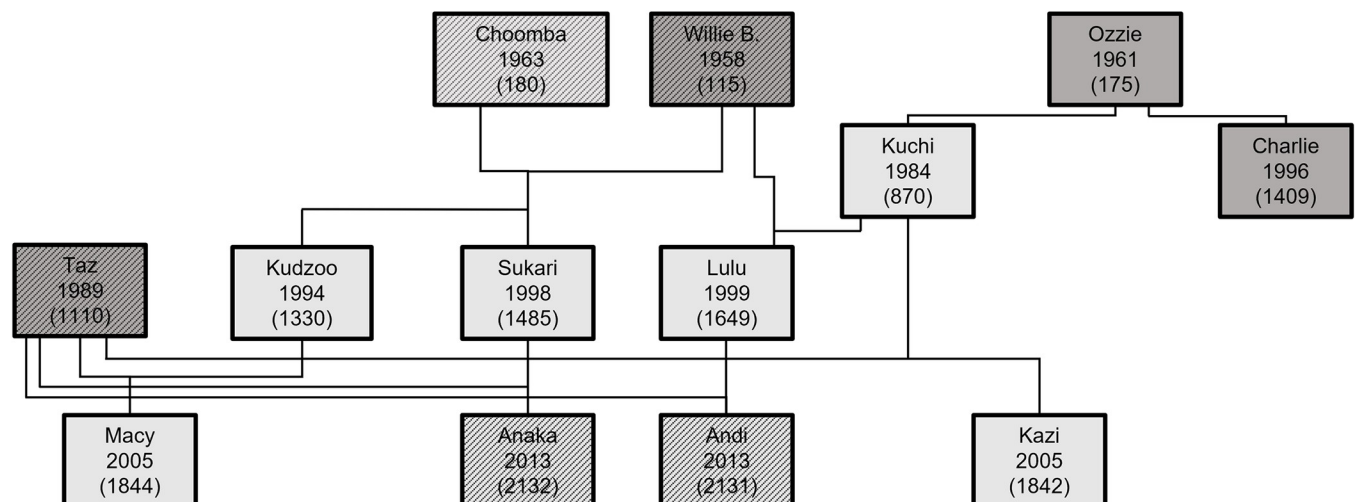 Choomba
1963
(180)
Willie B.
1958
(115)
Ozzie
1961
(175)
Kuchi
1984
(870)
Charlie
1996
(1409)
Taz
1989
(1110)
Kudzoo
1994
(1330)
Sukari
1998
(1485)
Lulu
1999
(1649)
Macy
2005
(1844)
Anaka
2013
(2132)
Andi
2013
(2131)
Kazi
2005
(1842)